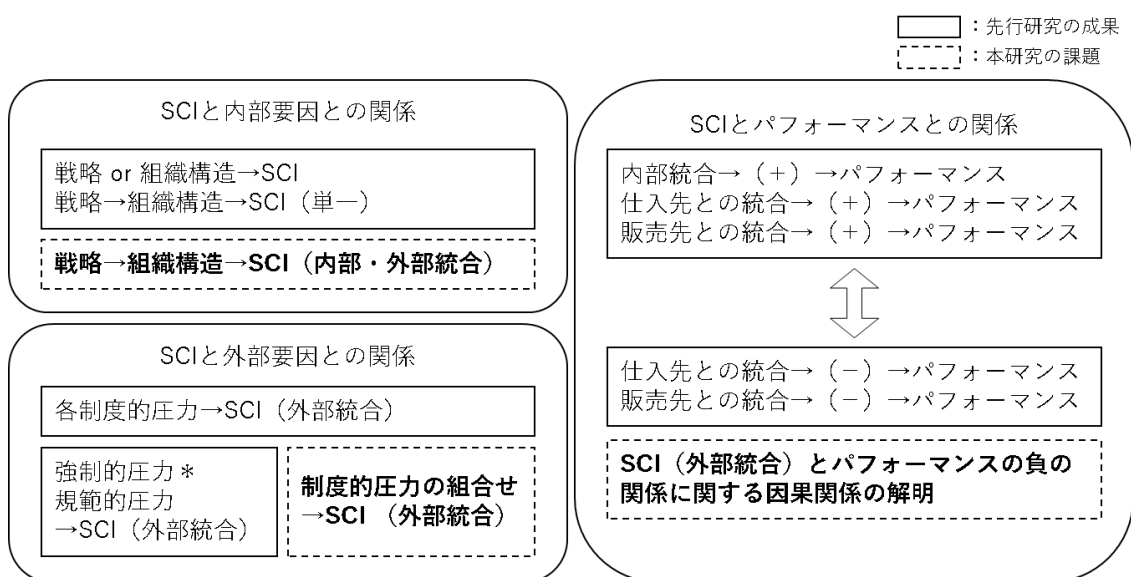 ：先行研究の成果
：本研究の課題
SCIと内部要因との関係
戦略 or 組織構造→SCI
戦略→組織構造→SCI（単一）
戦略→組織構造→SCI（内部・外部統合）
SCIと外部要因との関係
各制度的圧力→SCI（外部統合）
強制的圧力＊
規範的圧力
→SCI（外部統合）
制度的圧力の組合せ
→SCI （外部統合）
SCIとパフォーマンスとの関係
内部統合→（＋）→パフォーマンス
仕入先との統合→（＋）→パフォーマンス
販売先との統合→（＋）→パフォーマンス
仕入先との統合→（－）→パフォーマンス
販売先との統合→（－）→パフォーマンス
SCI（外部統合）とパフォーマンスの負の
関係に関する因果関係の解明